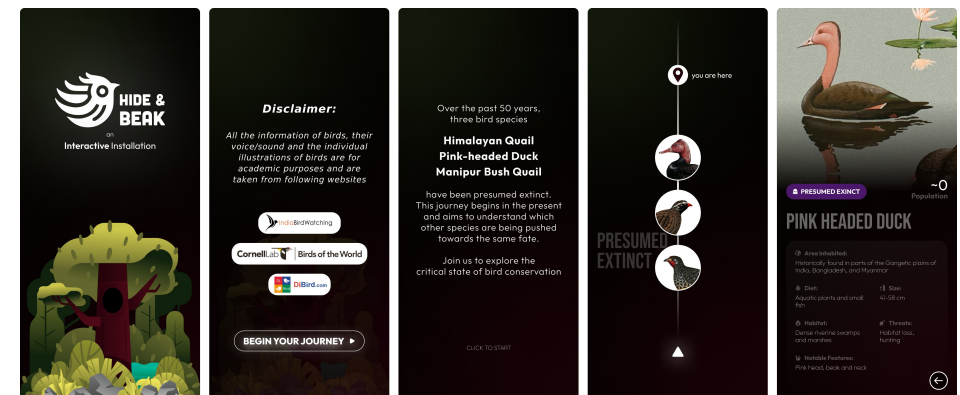 HIDE &
BEAK
an
Interactive Installation
Disclaimer:
All the information of birds, their
voice/sound and the individual
illustrations of birds are for
academic purposes and are
taken from following websites
IndiaBirdWatching
CornellLab Birds of the World
DiBird.com
BEGIN YOUR JOURNEY
Over the past 50 years,
three bird species
Himalayan Quail
Pink-headed Duck
Manipur Bush Quail
have been presumed extinct.
This journey begins in the present
and aims to understand which
other species are being pushed
towards the same fate.
Join us to explore the
critical state of bird conservation
CLICK TO START
you are here
PRESUMED
EXTINCT
PRESUMED EXINCT
~0
Population
PINK HEADED DUCK
Area Inhabited:
Historically found in parts of the Gangetic plains of
India, Bangladesh, and Myanmar
Diet:
Aquatic plants and small
fish
Size:
41-58 cm
Habitat:
Dense riverine swamps
and marshes
Threats:
Habitat loss,
hunting
Notable Features:
Pink head, beak and neck